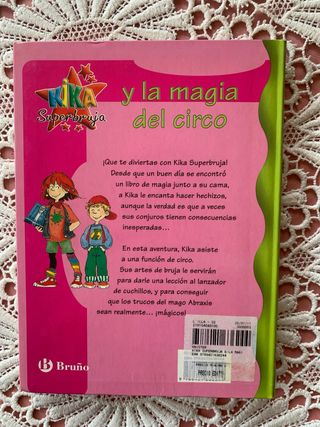 KIKA
Superbruja
y la magia
del circo
¡Que te diviertas con Kika Superbruja!
Desde que un buen día se encontró
un libro de magia junto a su cama,
a Kika le encanta hacer hechizos,
aunque la verdad es que a veces
sus conjuros tienen consecuencias
inesperadas...
En esta aventura, Kika asiste
a una función de circo.
Sus artes de bruja le servirán
para darle una lección al lanzador
de cuchillos, y para conseguir
que los trucos del mago Abraxis
sean realmente... ¡mágicos!
Bruño